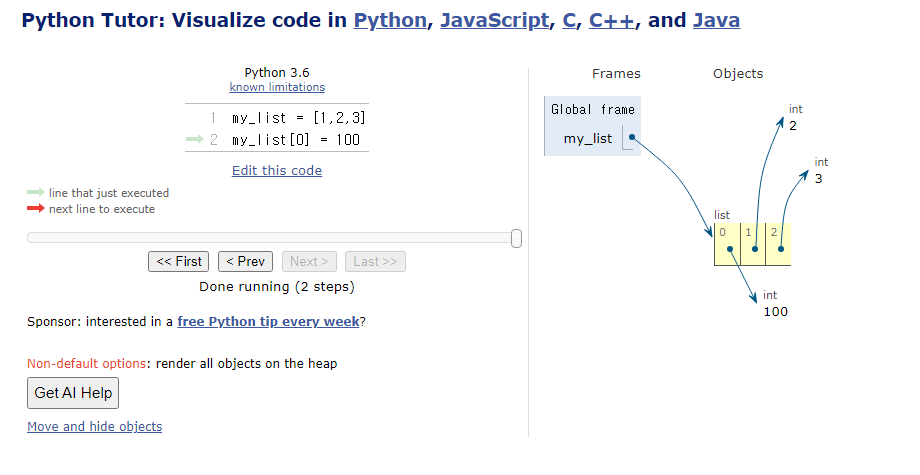 Python Tutor: Visualize code in Python, JavaScript, C, C++, and Java
Python 3.6
known limitations
1 my_list = [1,2,3]
2 my_list[0] = 100
Edit this code
line that just executed
next line to execute
<< First
< Prev
Next >
Last >>
Done running (2 steps)
Sponsor: interested in a free Python tip every week?
Non-default options: render all objects on the heap
Get AI Help
Move and hide objects
Frames
Objects
Global frame
my_list
int
2
int
3
list
0 1 2
int
100